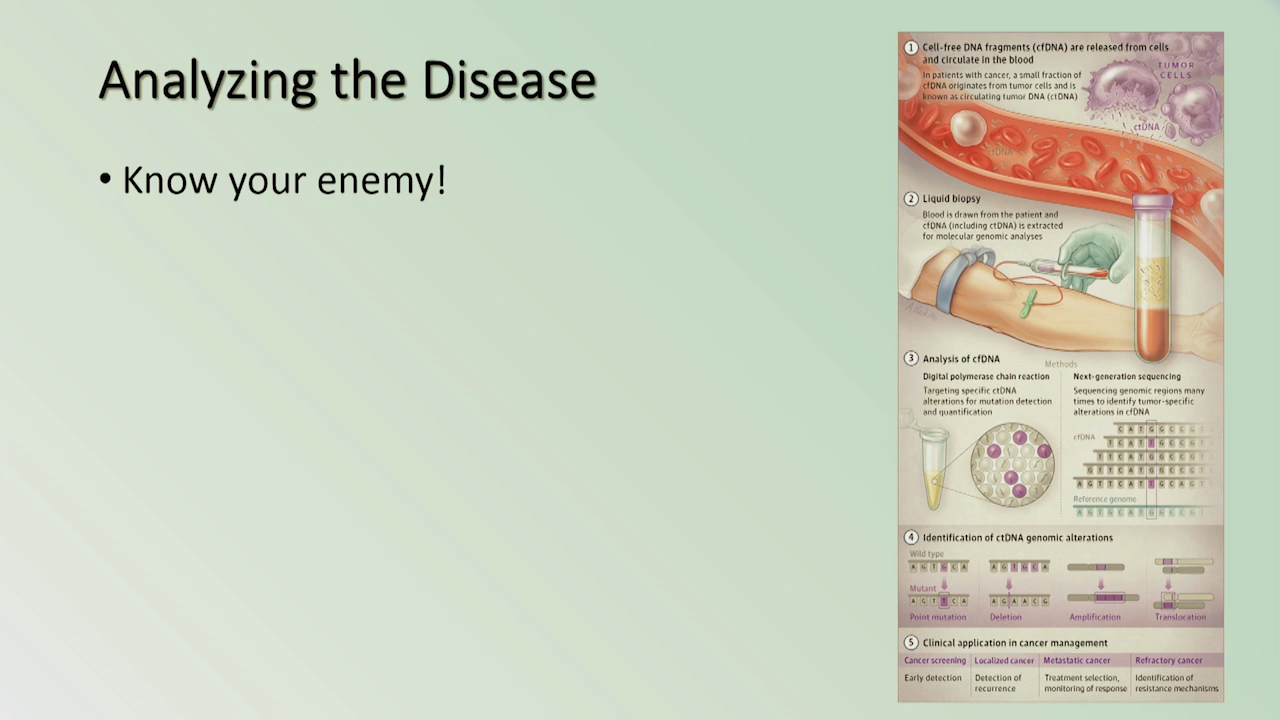 Analyzing the Disease
• Know your enemy!
1 Cell-free DNA fragments (cfDNA) are released from cells
and circulate in the blood
In patients with cancer, a small fraction of
cfDNA originates from tumor cells and is
known as circulating tumor DNA (ctDNA)
TUMOR
CELLS
ctDNA
cfDNA
2 Liquid biopsy
Blood is drawn from the patient and
cfDNA (including ctDNA) is extracted
for molecular genomic analyses
3 Analysis of cfDNA
Methods
Digital polymerase chain reaction
Targeting specific ctDNA
alterations for mutation detection
and quantification
Next-generation sequencing
Sequencing genomic regions many
times to identify tumor-specific
alterations in cfDNA
C A T G G C C G T
cfDNA
T C A T T G C C G T
T T C A T G G C C G
G T T C A T G G C C G
A G T T C A T T G C A G T
Reference genome
A G T G C A T G G C C G
4 Identification of ctDNA genomic alterations
Wild type
A G T G C A
A G T G C A
Mutant
A G T T C A
A G A A C G
Point mutation
Deletion
Amplification
Translocation
5 Clinical application in cancer management
Cancer screening Localized cancer Metastatic cancer Refractory cancer
Early detection Detection of Treatment selection, Identification of
recurrence monitoring of response resistance mechanisms